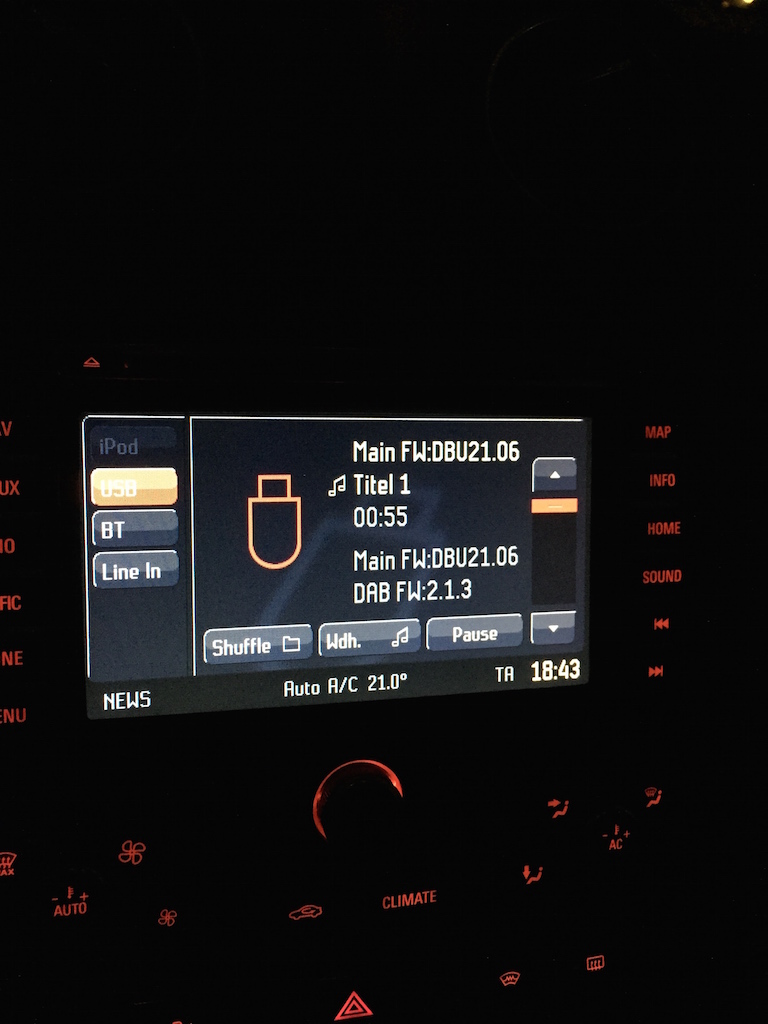 iPod
USB
BT
Line In
Main FW:DBU21.06
Titel 1
00:55
Main FW:DBU21.06
DAB FW:2.1.3
Shuffle
Wdh.
Pause
NEWS
Auto A/C 21.0°
TA
18:43
MAP
INFO
HOME
SOUND
AUTO
CLIMATE
AC